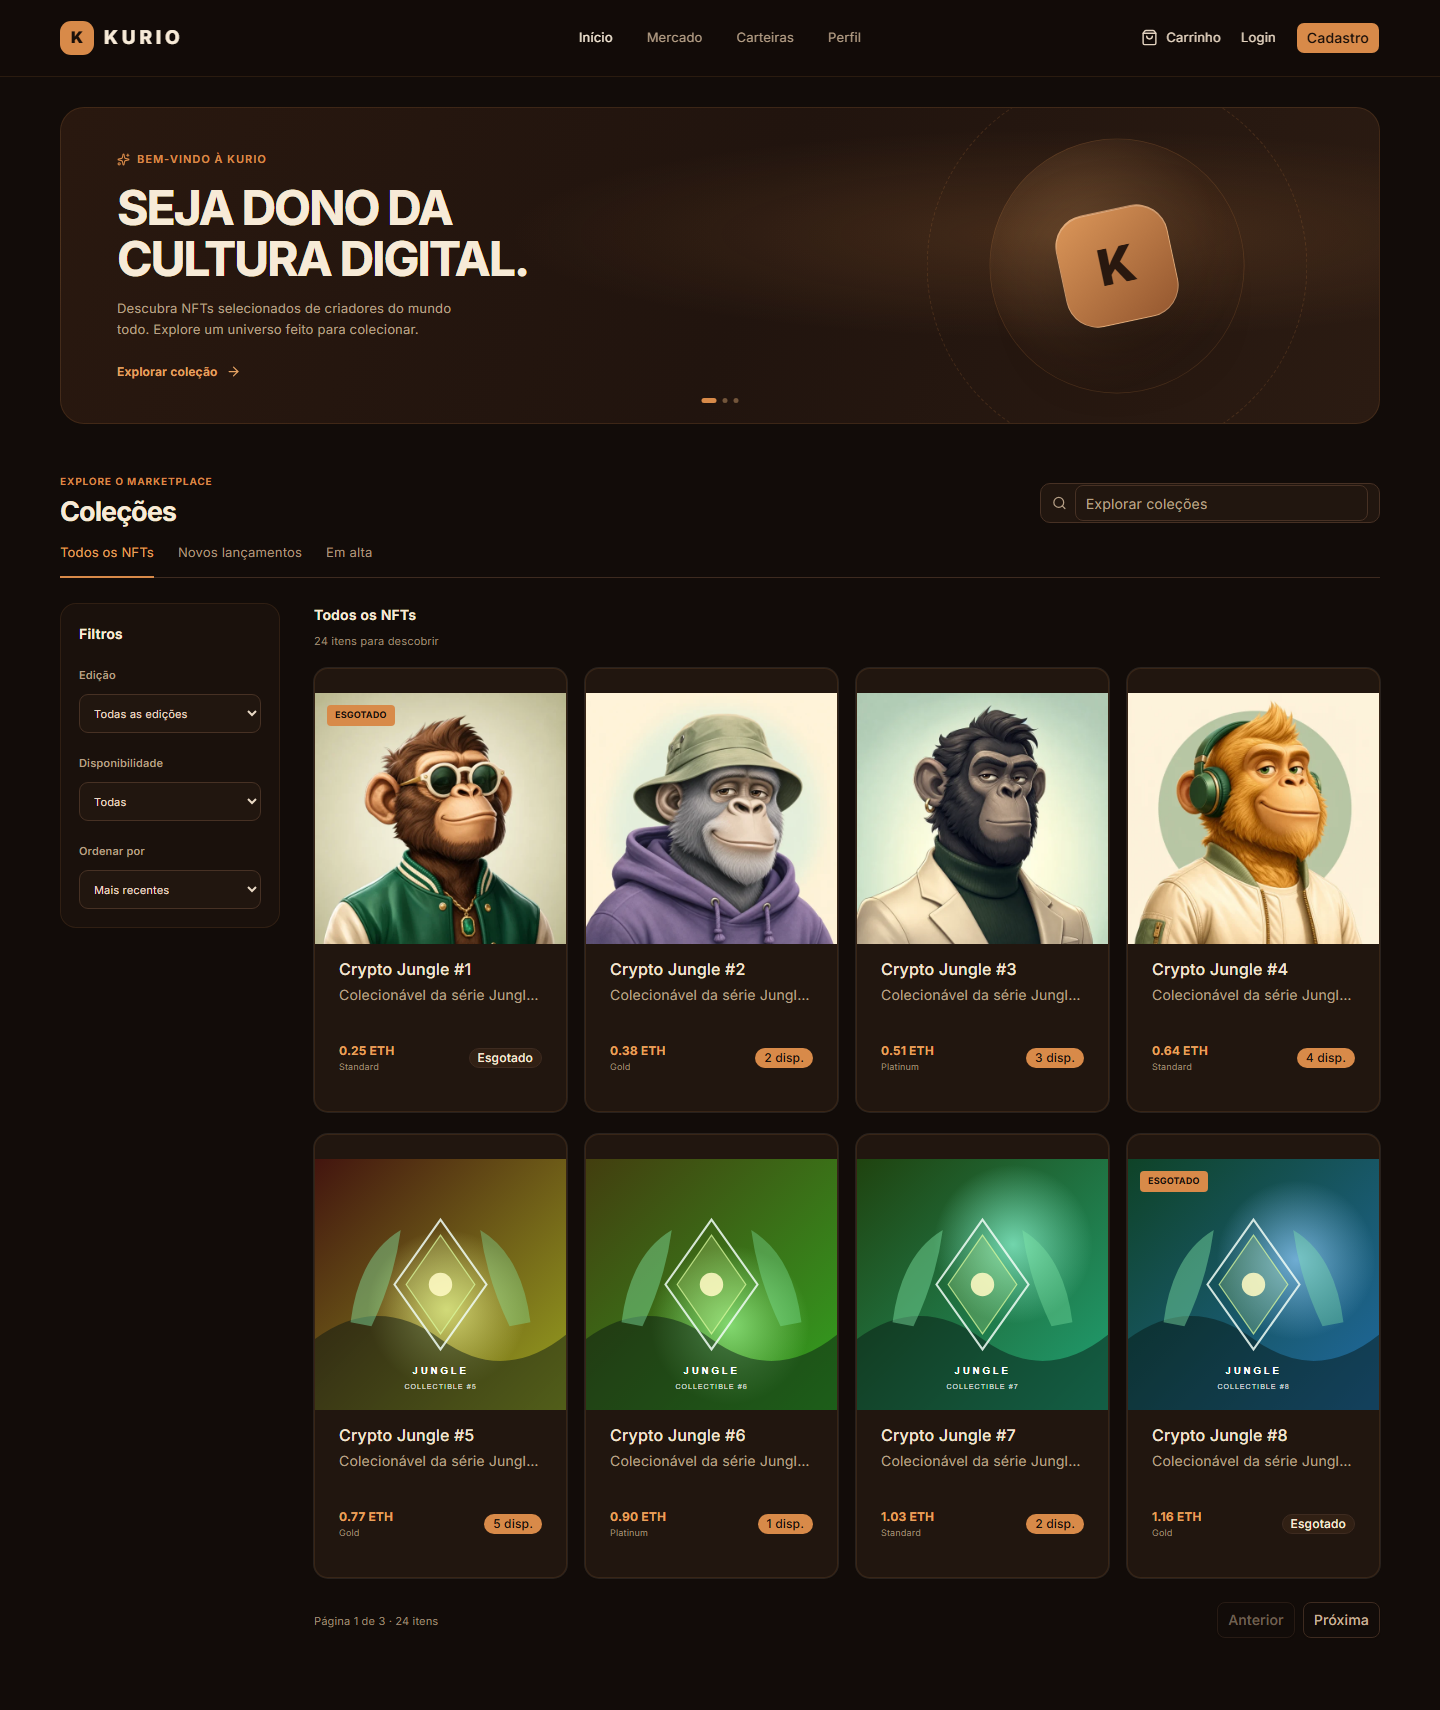 K KURIO
Início Mercado Carteiras Perfil
Carrinho Login Cadastro
BEM-VINDO À KURIO
SEJA DONO DA
CULTURA DIGITAL.
Descubra NFTs selecionados de criadores do mundo
todo. Explore um universo feito para colecionar.
Explorar coleção
K
EXPLORE O MARKETPLACE
Coleções
Explorar coleções
Todos os NFTs Novos lançamentos Em alta
Filtros
Edição
Todas as edições
Disponibilidade
Todas
Ordenar por
Mais recentes
Todos os NFTs
24 itens para descobrir
ESGOTADO
Crypto Jungle #1
Colecionável da série Jungl...
0.25 ETH
Standard
Esgotado
Crypto Jungle #2
Colecionável da série Jungl...
0.38 ETH
Gold
2 disp.
Crypto Jungle #3
Colecionável da série Jungl...
0.51 ETH
Platinum
3 disp.
Crypto Jungle #4
Colecionável da série Jungl...
0.64 ETH
Standard
4 disp.
JUNGLE
COLLECTIBLE #5
Crypto Jungle #5
Colecionável da série Jungl...
0.77 ETH
Gold
5 disp.
JUNGLE
COLLECTIBLE #6
Crypto Jungle #6
Colecionável da série Jungl...
0.90 ETH
Platinum
1 disp.
JUNGLE
COLLECTIBLE #7
Crypto Jungle #7
Colecionável da série Jungl...
1.03 ETH
Standard
2 disp.
ESGOTADO
JUNGLE
COLLECTIBLE #8
Crypto Jungle #8
Colecionável da série Jungl...
1.16 ETH
Gold
Esgotado
Página 1 de 3 · 24 itens
Anterior Próxima